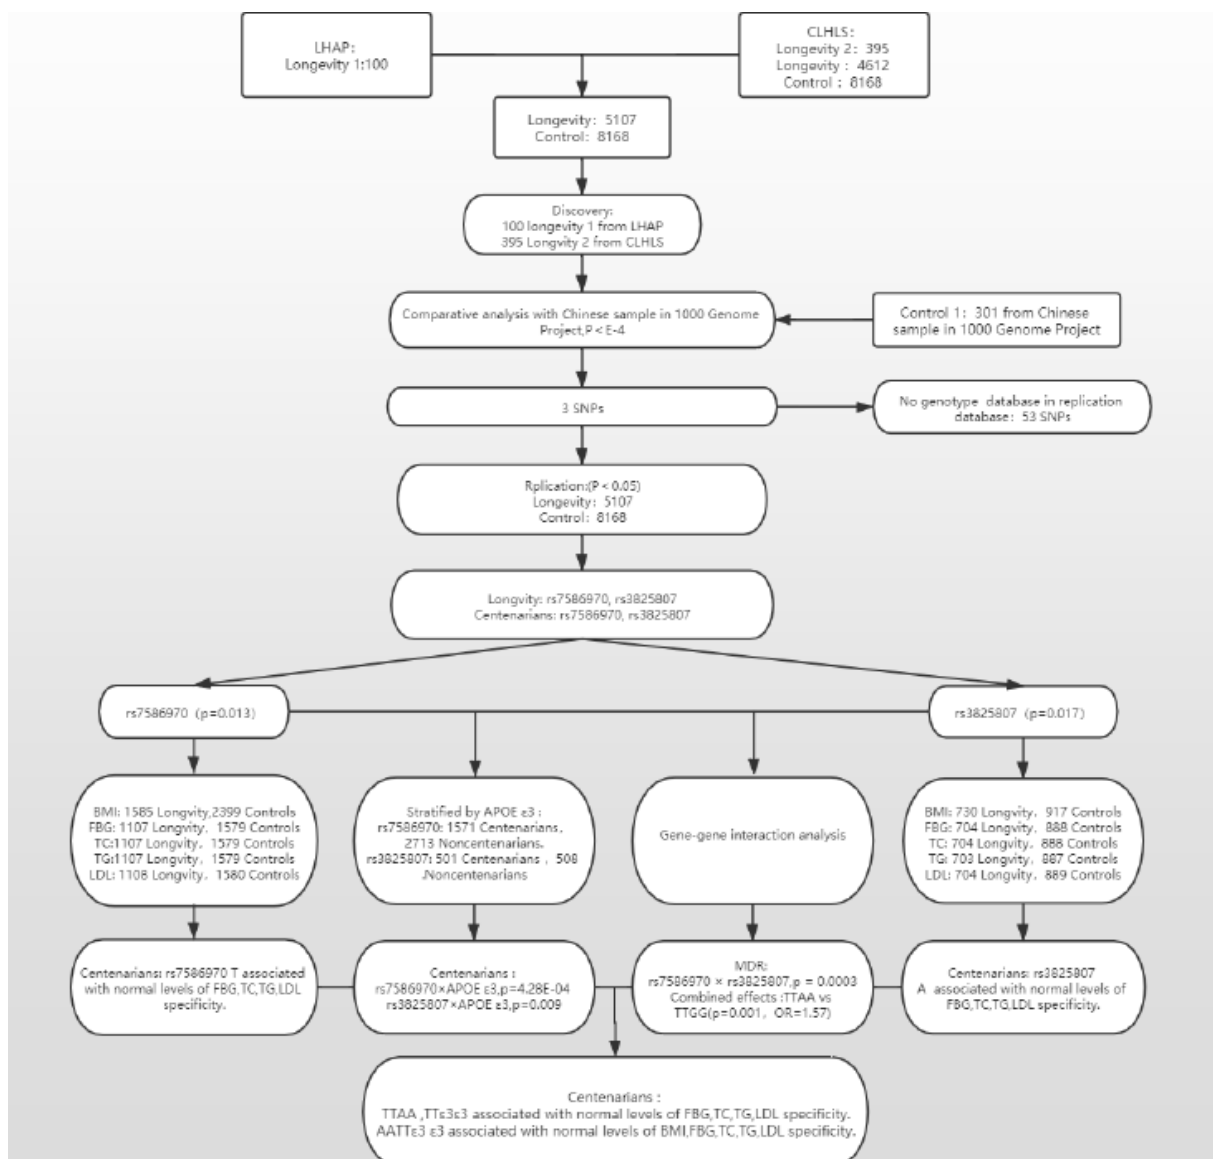 LHAP:
Longevity 1:100
CLHLS:
Longevity 2: 395
Longevity : 4612
Control : 8168
Longevity: 5107
Control: 8168
Discovery:
100 longevity 1 from LHAP
395 Longvity 2 from CLHLS
Comparative analysis with Chinese sample in 1000 Genome
Project,P < E-4
Control 1: 301 from Chinese
sample in 1000 Genome Project
3 SNPs
No genotype database in replication
database: 53 SNPs
Rplication:(P < 0.05)
Longevity: 5107
Control: 8168
Longvity: rs7586970, rs3825807
Centenarians: rs7586970, rs3825807
rs7586970 (p=0.013)
rs3825807 (p=0.017)
BMI: 1585 Longvity,2399 Controls
FBG: 1107 Longvity, 1579 Controls
TC:1107 Longvity, 1579 Controls
TG:1107 Longvity, 1579 Controls
LDL: 1108 Longvity, 1580 Controls
Stratified by APOE ε3 :
rs7586970: 1571 Centenarians,
2713 Noncentenarians.
rs3825807: 501 Centenarians , 508
.Noncentenarians
Gene-gene interaction analysis
BMI: 730 Longvity, 917 Controls
FBG: 704 Longvity, 888 Controls
TC: 704 Longvity, 888 Controls
TG: 703 Longvity, 887 Controls
LDL: 704 Longvity, 889 Controls
Centenarians: rs7586970 T associated
with normal levels of FBG,TC,TG,LDL
specificity.
Centenarians :
rs7586970×APOE ε3,p=4.28E-04
rs3825807×APOE ε3,p=0.009
MDR:
rs7586970 × rs3825807,p = 0.0003
Combined effects :TTAA vs
TTGG(p=0.001, OR=1.57)
Centenarians: rs3825807
A associated with normal levels of
FBG,TC,TG,LDL specificity.
Centenarians :
TTAA ,TTε3ε3 associated with normal levels of FBG,TC,TG,LDL specificity.
AATTε3 ε3 associated with normal levels of BMI,FBG,TC,TG,LDL specificity.